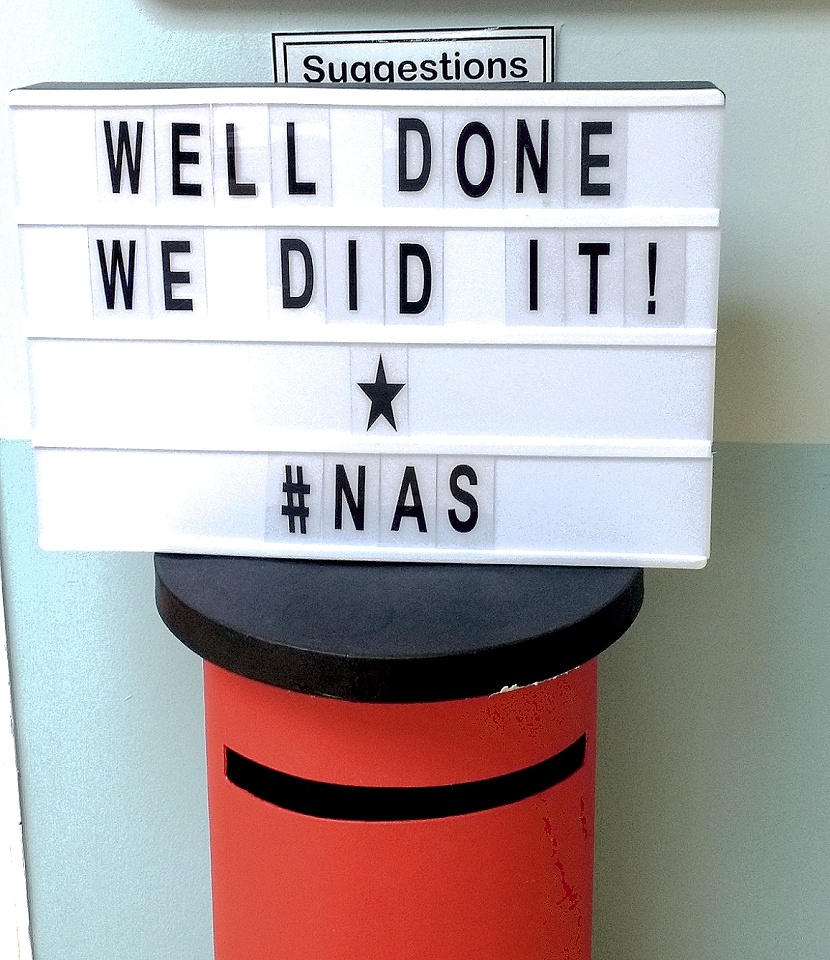 Suggestions
WELL DONE
WE DID IT!
★
#NAS